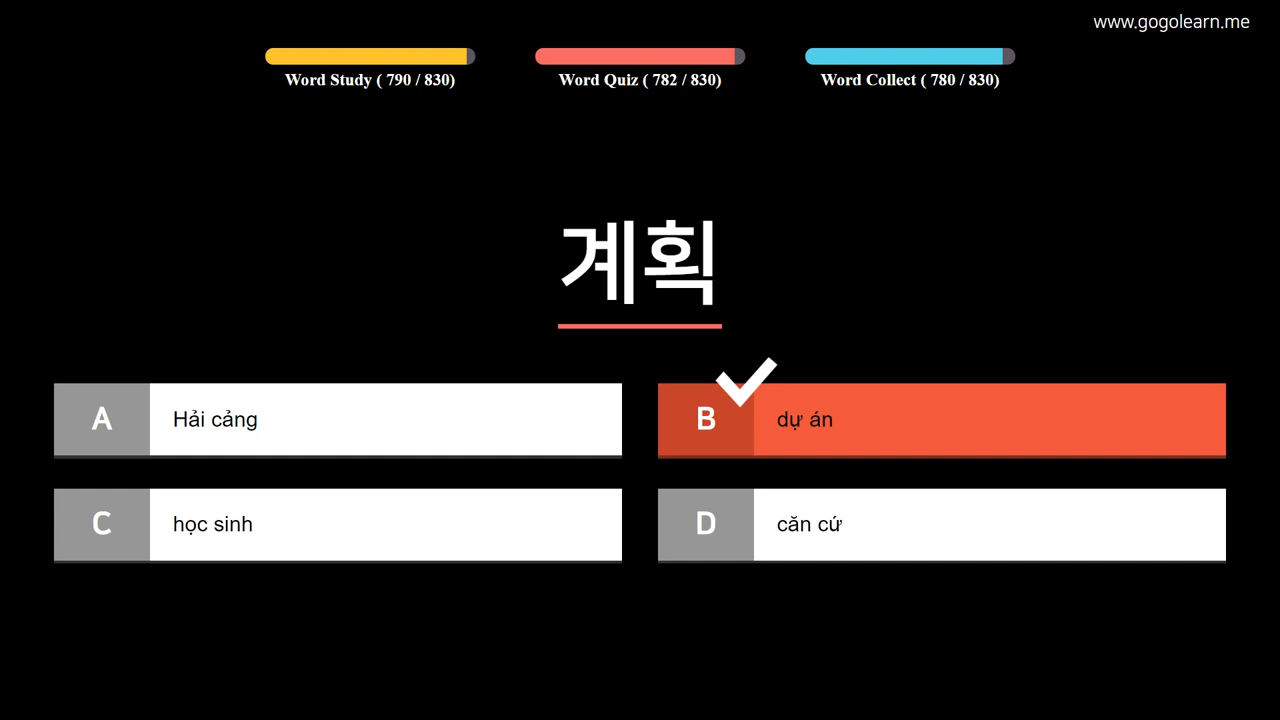 www.gogolearn.me
Word Study ( 790 / 830)
Word Quiz ( 782 / 830)
Word Collect ( 780 / 830)
계획
A Hải cảng
B dự án
C học sinh
D căn cứ